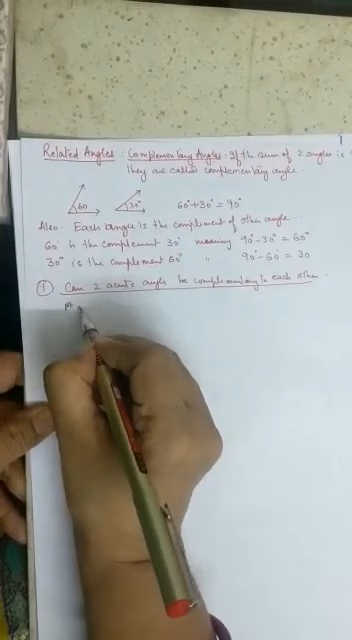 Related Angles : Complementary Angles : If the sum of 2 angles is
they are called complementary angle.
60 30° 60°+30° = 90°
Also Each angle is the compliment of other angle.
60° is the complement 30° meaning 90°-30° = 60°
30° is the complement 60° " 90°-60° = 30
Can 2 acute angle be complementary to each other.